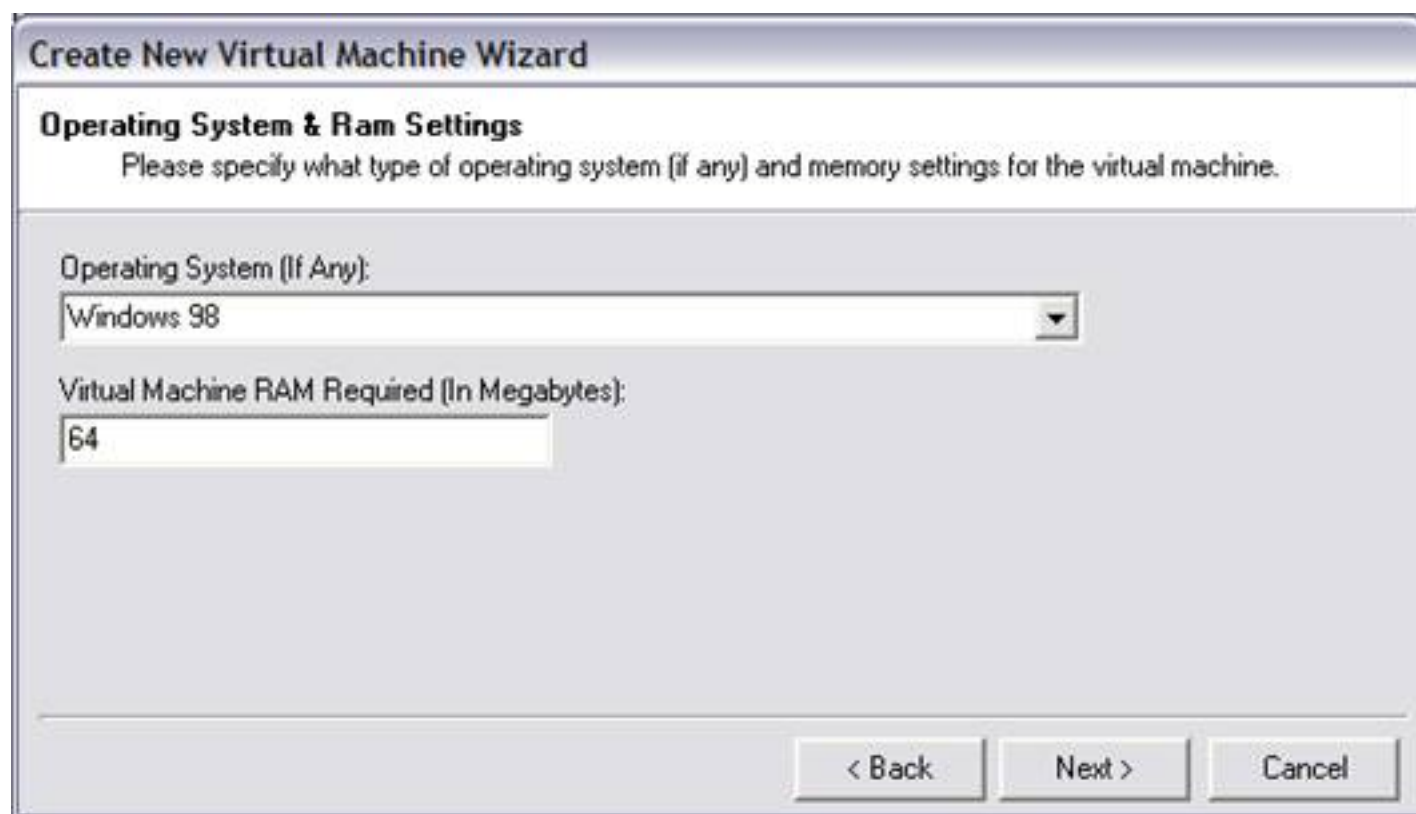 Create New Virtual Machine Wizard
Operating System & Ram Settings
Please specify what type of operating system (if any) and memory settings for the virtual machine.
Operating System (If Any):
Windows 98
Virtual Machine RAM Required (In Megabytes):
64
< Back
Next >
Cancel